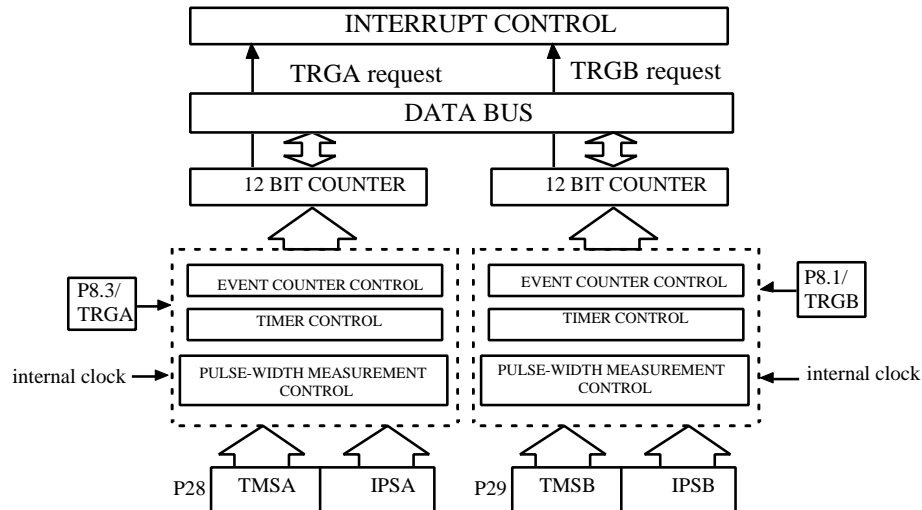 INTERRUPT CONTROL
TRGA request
TRGB request
DATA BUS
12 BIT COUNTER
12 BIT COUNTER
EVENT COUNTER CONTROL
TIMER CONTROL
PULSE-WIDTH MEASUREMENT
CONTROL
EVENT COUNTER CONTROL
TIMER CONTROL
PULSE-WIDTH MEASUREMENT
CONTROL
P8.3/
TRGA
P8.1/
TRGB
internal clock
internal clock
P28
TMSA
IPSA
P29
TMSB
IPSB